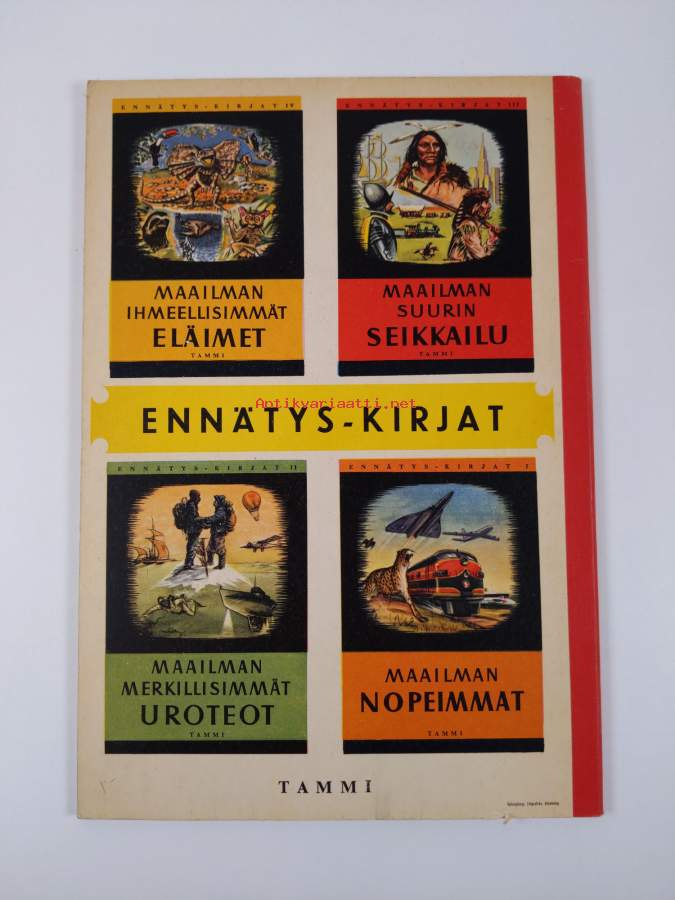 ENNÄTYS-KIRJAT IV
MAAILMAN
IHMEELLISIMMÄT
ELÄIMET
TAMMI
ENNÄTYS-KIRJAT III
MAAILMAN
SUURIN
SEIKKAILU
TAMMI
Antikvariaatti.net
ENNÄTYS-KIRJAT
ENNÄTYS-KIRJAT II
MAAILMAN
MERKILLISIMMÄT
UROTEOT
TAMMI
ENNÄTYS-KIRJAT I
MAAILMAN
NOPEIMMAT
TAMMI
TAMMI